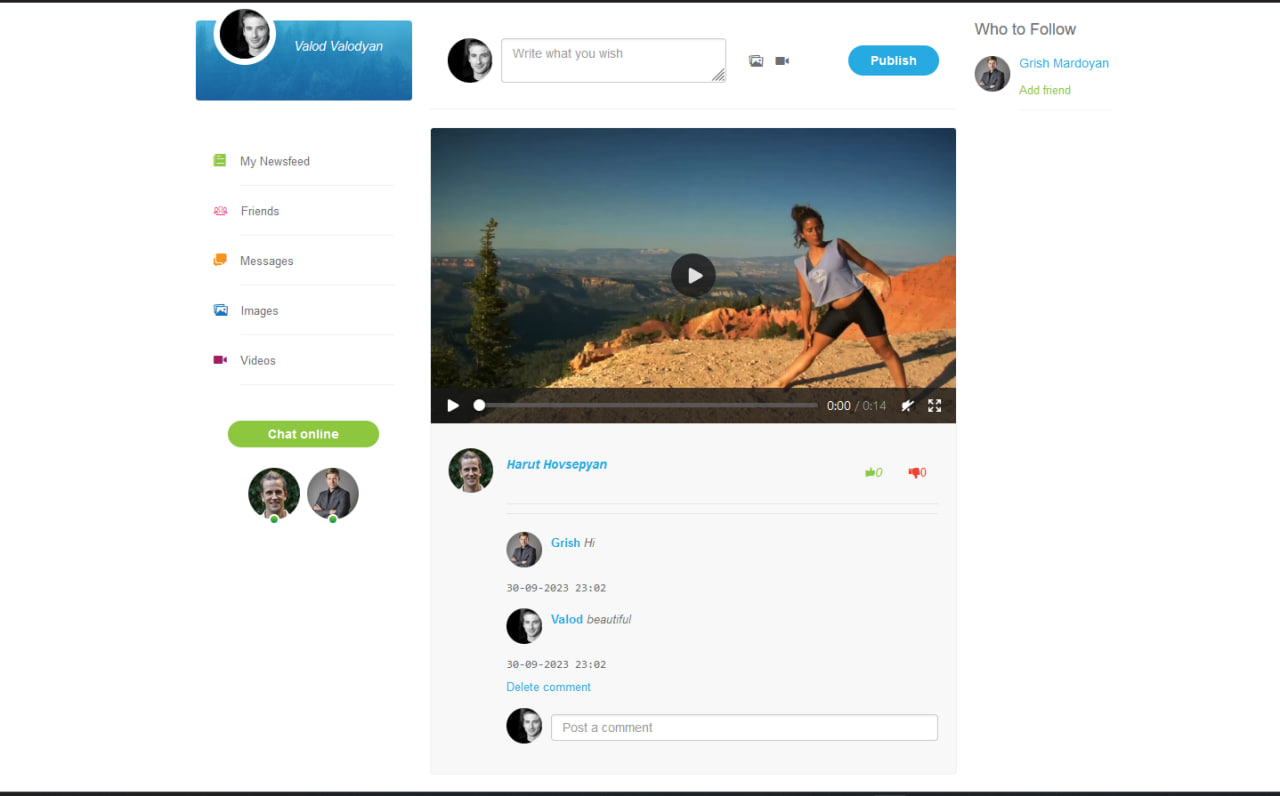 Valod Valodyan
My Newsfeed
Friends
Messages
Images
Videos
Chat online
Write what you wish
Publish
0:00 / 0:14
Harut Hovsepyan
0
0
Grish Hi
30-09-2023 23:02
Valod beautiful
30-09-2023 23:02
Delete comment
Post a comment
Who to Follow
Grish Mardoyan
Add friend